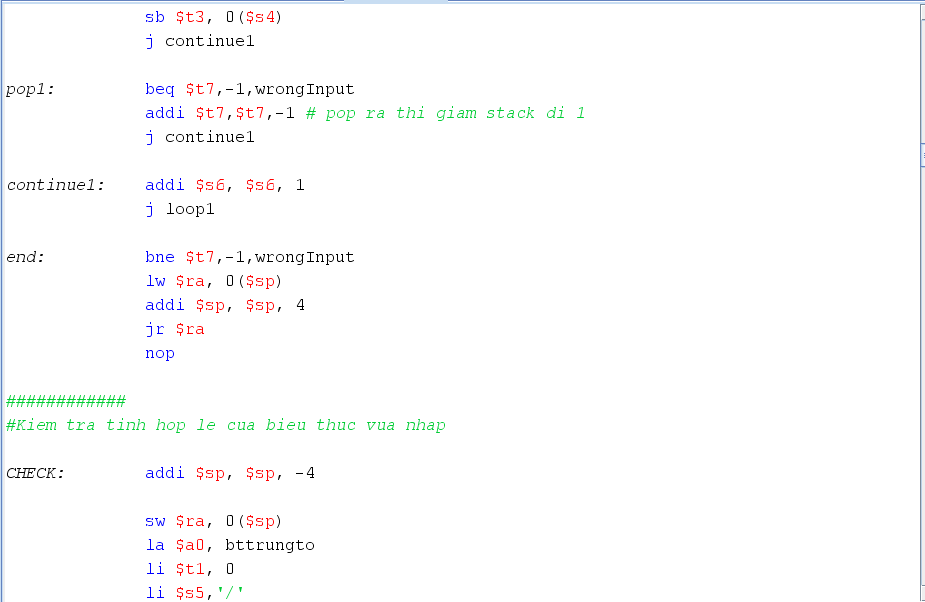 sb $t3, 0($s4)
j continue1
pop1: beq $t7,-1,wrongInput
addi $t7,$t7,-1 # pop ra thi giam stack di 1
j continue1
continue1: addi $s6, $s6, 1
j loop1
end: bne $t7,-1,wrongInput
lw $ra, 0($sp)
addi $sp, $sp, 4
jr $ra
nop
############
#Kiem tra tinh hop le cua bieu thuc vua nhap
CHECK: addi $sp, $sp, -4
sw $ra, 0($sp)
la $a0, bttrungto
li $t1, 0
li $s5,'/'